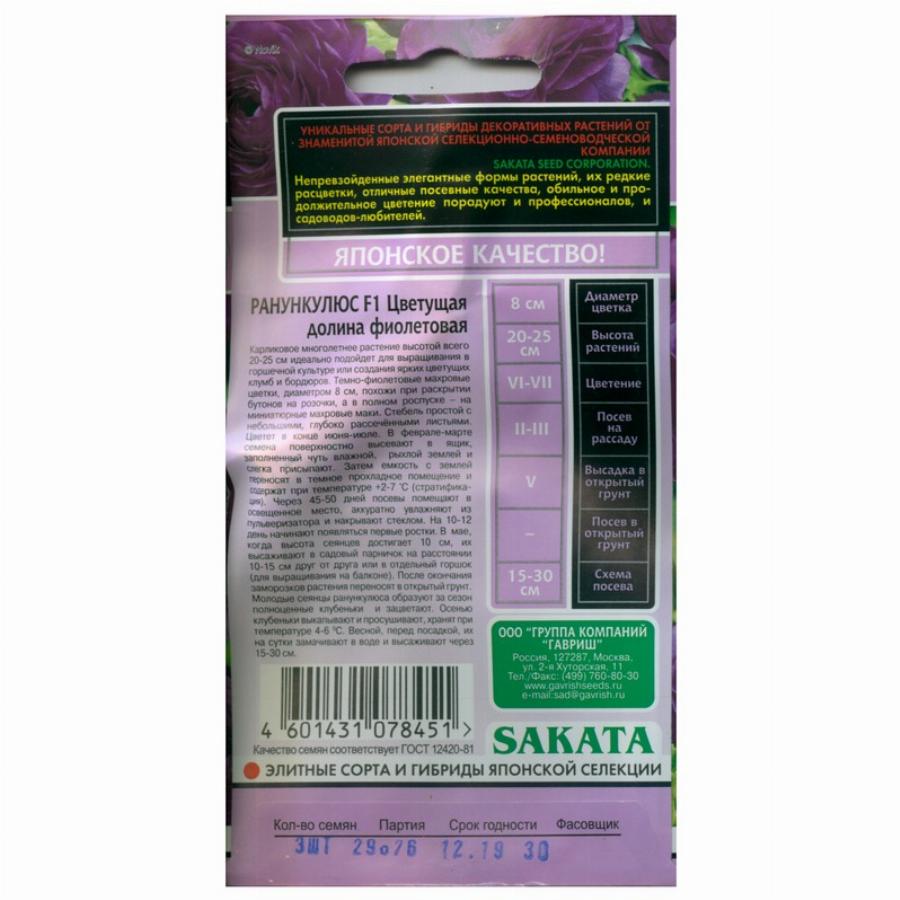 © Novik
УНИКАЛЬНЫЕ СОРТА И ГИБРИДЫ ДЕКОРАТИВНЫХ РАСТЕНИЙ ОТ
ЗНАМЕНИТОЙ ЯПОНСКОЙ СЕЛЕКЦИОННО-СЕМЕНОВОДЧЕСКОЙ
КОМПАНИИ
SAKATA SEED CORPORATION.
Непревзойденные элегантные формы растений, их редкие
расцветки, отличные посевные качества, обильное и про-
должительное цветение порадуют и профессионалов, и
садоводов-любителей.
ЯПОНСКОЕ КАЧЕСТВО!
РАНУНКУЛЮС F1 Цветущая
долина фиолетовая
Карликовое многолетнее растение высотой всего
20-25 см идеально подойдет для выращивания в
горшечной культуре или создания ярких цветущих
клумб и бордюров. Темно-фиолетовые махровые
цветки, диаметром 8 см, похожи при раскрытии
бутонов на розочки, а в полном роспуске – на
миниатюрные махровые маки. Стебель простой с
небольшими, глубоко рассечёнными листьями.
Цветет в конце июня-июле. В феврале-марте
семена поверхностно высевают в ящик,
заполненный чуть влажной, рыхлой землей и
слегка присыпают. Затем емкость с землей
переносят в темное прохладное помещение и
содержат при температуре +2-7 °С (стратифика-
ция). Через 45-50 дней посевы помещают в
освещенное место, аккуратно увлажняют из
пульверизатора и накрывают стеклом. На 10-12
день начинают появляться первые ростки. В мае,
когда высота сеянцев достигает 10 см, их
высаживают в садовый парничок на расстоянии
10-15 см друг от друга или в отдельный горшок
(для выращивания на балконе). После окончания
заморозков растения переносят в открытый грунт.
Молодые сеянцы ранункулюса образуют за сезон
полноценные клубеньки и зацветают. Осенью
клубеньки выкапывают и просушивают, хранят при
температуре 4-6 °С. Весной, перед посадкой, их
на сутки замачивают в воде и высаживают через
15-30 см.
8 см Диаметр цветка
20-25 см Высота растений
VI-VII Цветение
II-III Посев на рассаду
V Высадка в открытый грунт
– Посев в открытый грунт
15-30 см Схема посева
ООО "ГРУППА КОМПАНИЙ
"ГАВРИШ"
Россия, 127287, Москва,
ул. 2-я Хуторская, 11
Тел./Факс: (499) 760-80-30
www.gavrishseeds.ru
e-mail:sad@gavrish.ru
4 601431 078451 >
Качество семян соответствует ГОСТ 12420-81
SAKATA
ЭЛИТНЫЕ СОРТА И ГИБРИДЫ ЯПОНСКОЙ СЕЛЕКЦИИ
Кол-во семян Партия Срок годности Фасовщик
3ШТ 29076 12.19 30